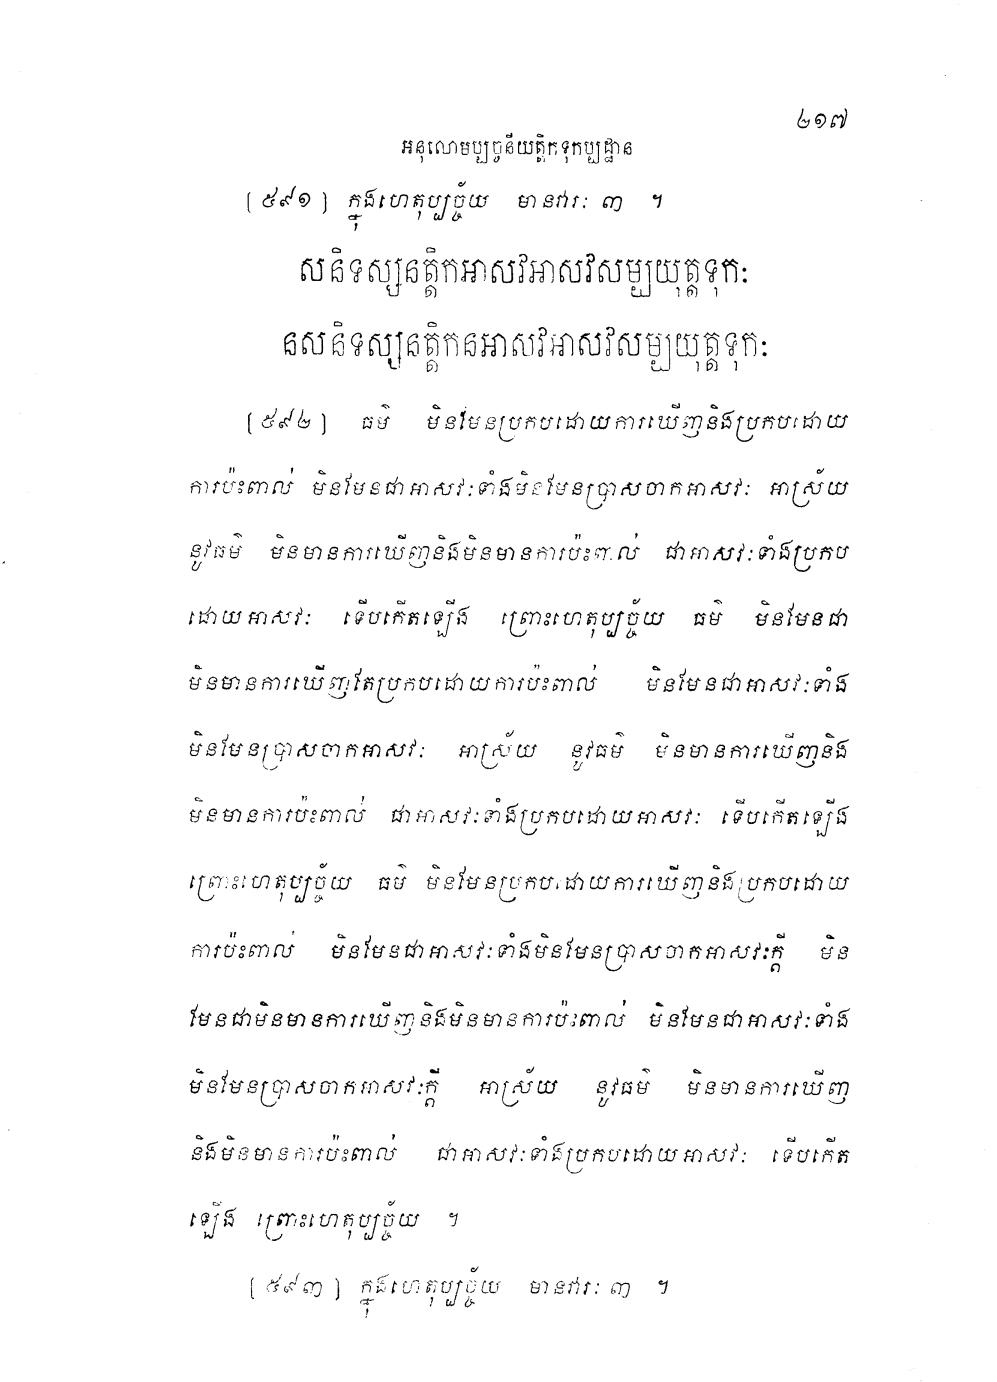 ២១៧
អនុលោមប្បច្ចនីយត្តិកទុកប្បដ្ឋាន
[៥៩១] ក្នុងហេតុប្បច្ច័យ មានវារៈ ៣ ។
សនិទស្សនត្តិកអាសវអាសវសម្បយុត្តទុកៈ
នសនិទស្សនត្តិកនអាសវអាសវសម្បយុត្តទុកៈ
[៥៩២] ធម៌ មិនមែនប្រកបដោយការឃើញនិងប្រកបដោយ
ការប៉ះពាល់ មិនមែនជាអាសវៈទាំងមិនមែនប្រាសចាកអាសវៈ អាស្រ័យ
នូវធម៌ មិនមានការឃើញនិងមិនមានការប៉ះពាល់ ជាអាសវៈទាំងប្រកប
ដោយអាសវៈ ទើបកើតឡើង ព្រោះហេតុប្បច្ច័យ ធម៌ មិនមែនជា
មិនមានការឃើញតែប្រកបដោយការប៉ះពាល់ មិនមែនជាអាសវៈទាំង
មិនមែនប្រាសចាកអាសវៈ អាស្រ័យ នូវធម៌ មិនមានការឃើញនិង
មិនមានការប៉ះពាល់ ជាអាសវៈទាំងប្រកបដោយអាសវៈ ទើបកើតឡើង
ព្រោះហេតុប្បច្ច័យ ធម៌ មិនមែនប្រកបដោយការឃើញនិងប្រកបដោយ
ការប៉ះពាល់ មិនមែនជាអាសវៈទាំងមិនមែនប្រាសចាកអាសវៈក្តី មិន
មែនជាមិនមានការឃើញនិងមិនមានការប៉ះពាល់ មិនមែនជាអាសវៈទាំង
មិនមែនប្រាសចាកអាសវៈក្តី អាស្រ័យ នូវធម៌ មិនមានការឃើញ
និងមិនមានការប៉ះពាល់ ជាអាសវៈទាំងប្រកបដោយអាសវៈ ទើបកើត
ឡើង ព្រោះហេតុប្បច្ច័យ ។
[៥៩៣] ក្នុងហេតុប្បច្ច័យ មានវារៈ ៣ ។